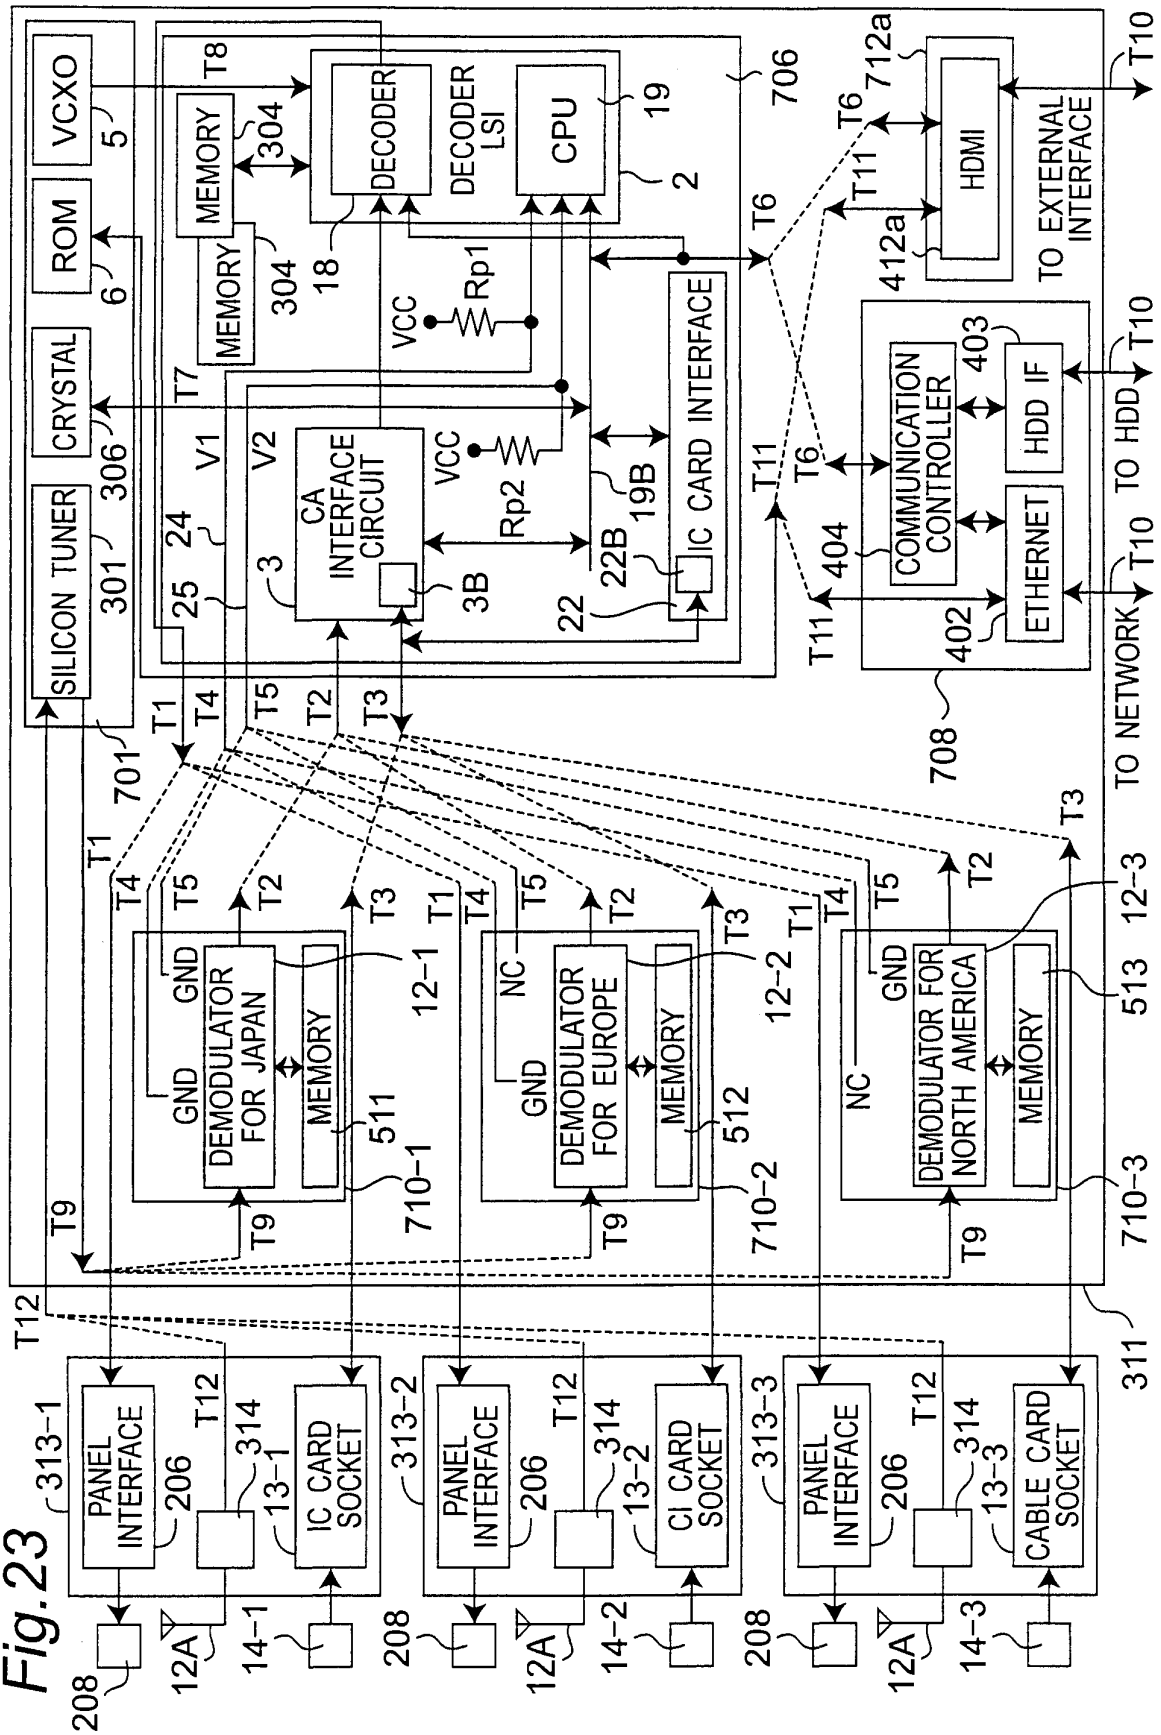 Fig.23
208
12A
14-1
313-1
PANEL
INTERFACE
206
T12
314
13-1
IC CARD
SOCKET
208
12A
14-2
313-2
PANEL
INTERFACE
206
T12
314
13-2
CI CARD
SOCKET
208
12A
14-3
313-3
PANEL
INTERFACE
206
T12
314
13-3
CABLE CARD
SOCKET
T12
311
T9
T1
T4
T5
GND
GND
DEMODULATOR
FOR JAPAN
MEMORY
511
710-1
12-1
T9
T2
T3
T1
T4
T5
NC
GND
DEMODULATOR
FOR EUROPE
MEMORY
512
710-2
12-2
T9
T2
T3
T1
T4
T5
NC
GND
DEMODULATOR FOR
NORTH AMERICA
MEMORY
513
710-3
12-3
T9
T2
T3
701
SILICON TUNER
301
CRYSTAL
306
ROM
6
VCXO
5
T1
T4
T5
T2
T3
24
25
V1
V2
T7
T8
3
CA
INTERFACE
CIRCUIT
3B
VCC
Rp2
VCC
Rp1
19B
22
22B
IC CARD INTERFACE
MEMORY
304
MEMORY
304
304
18
DECODER
DECODER
LSI
CPU
19
2
706
T11
T6
T11
T6
T11
T6
708
404
COMMUNICATION
CONTROLLER
402
ETHERNET
403
HDD IF
712a
412a
HDMI
T10
TO NETWORK
T10
TO HDD
T10
TO EXTERNAL
INTERFACE